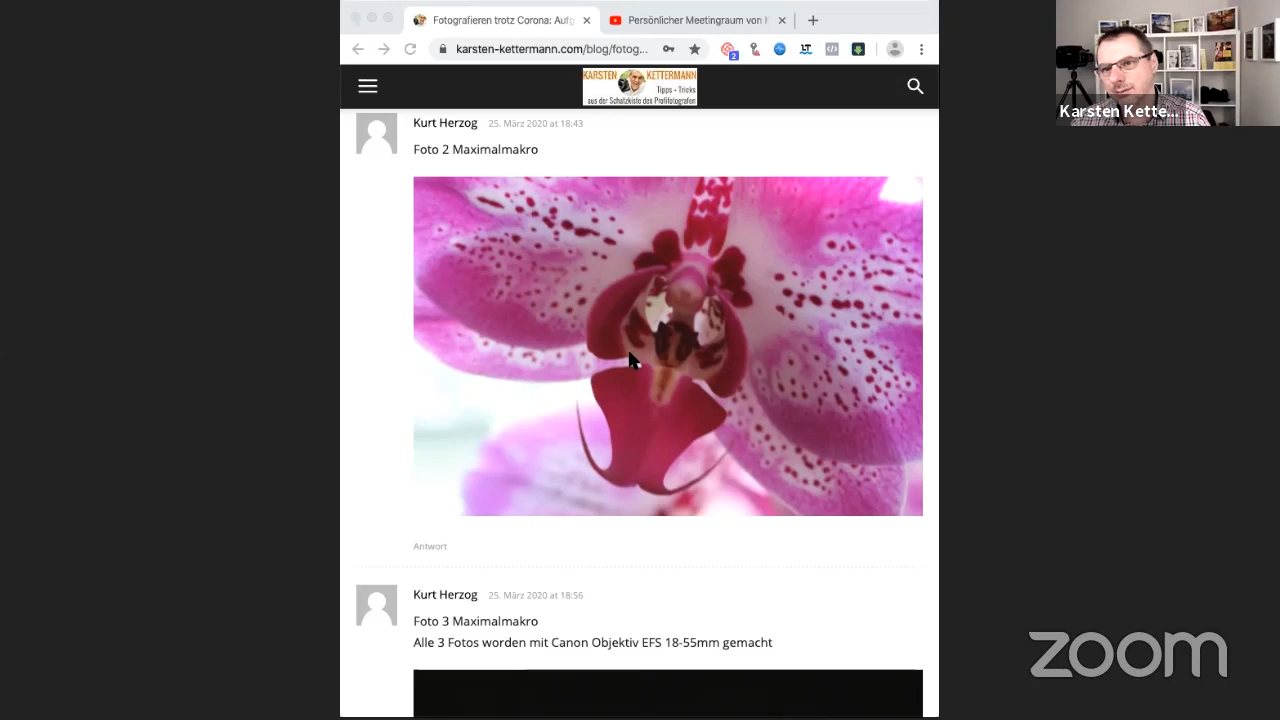 Fotografieren trotz Corona: Aufg
Persönlicher Meetingraum von K
karsten-kettermann.com/blog/fotog...
2
LT
KARSTEN KETTERMANN
Tipps + Tricks
aus der Schatzkiste des Profifotografen
Karsten Kette...
Kurt Herzog 25. März 2020 at 18:43
Foto 2 Maximalmakro
Antwort
Kurt Herzog 25. März 2020 at 18:56
Foto 3 Maximalmakro
Alle 3 Fotos worden mit Canon Objektiv EFS 18-55mm gemacht
zoom